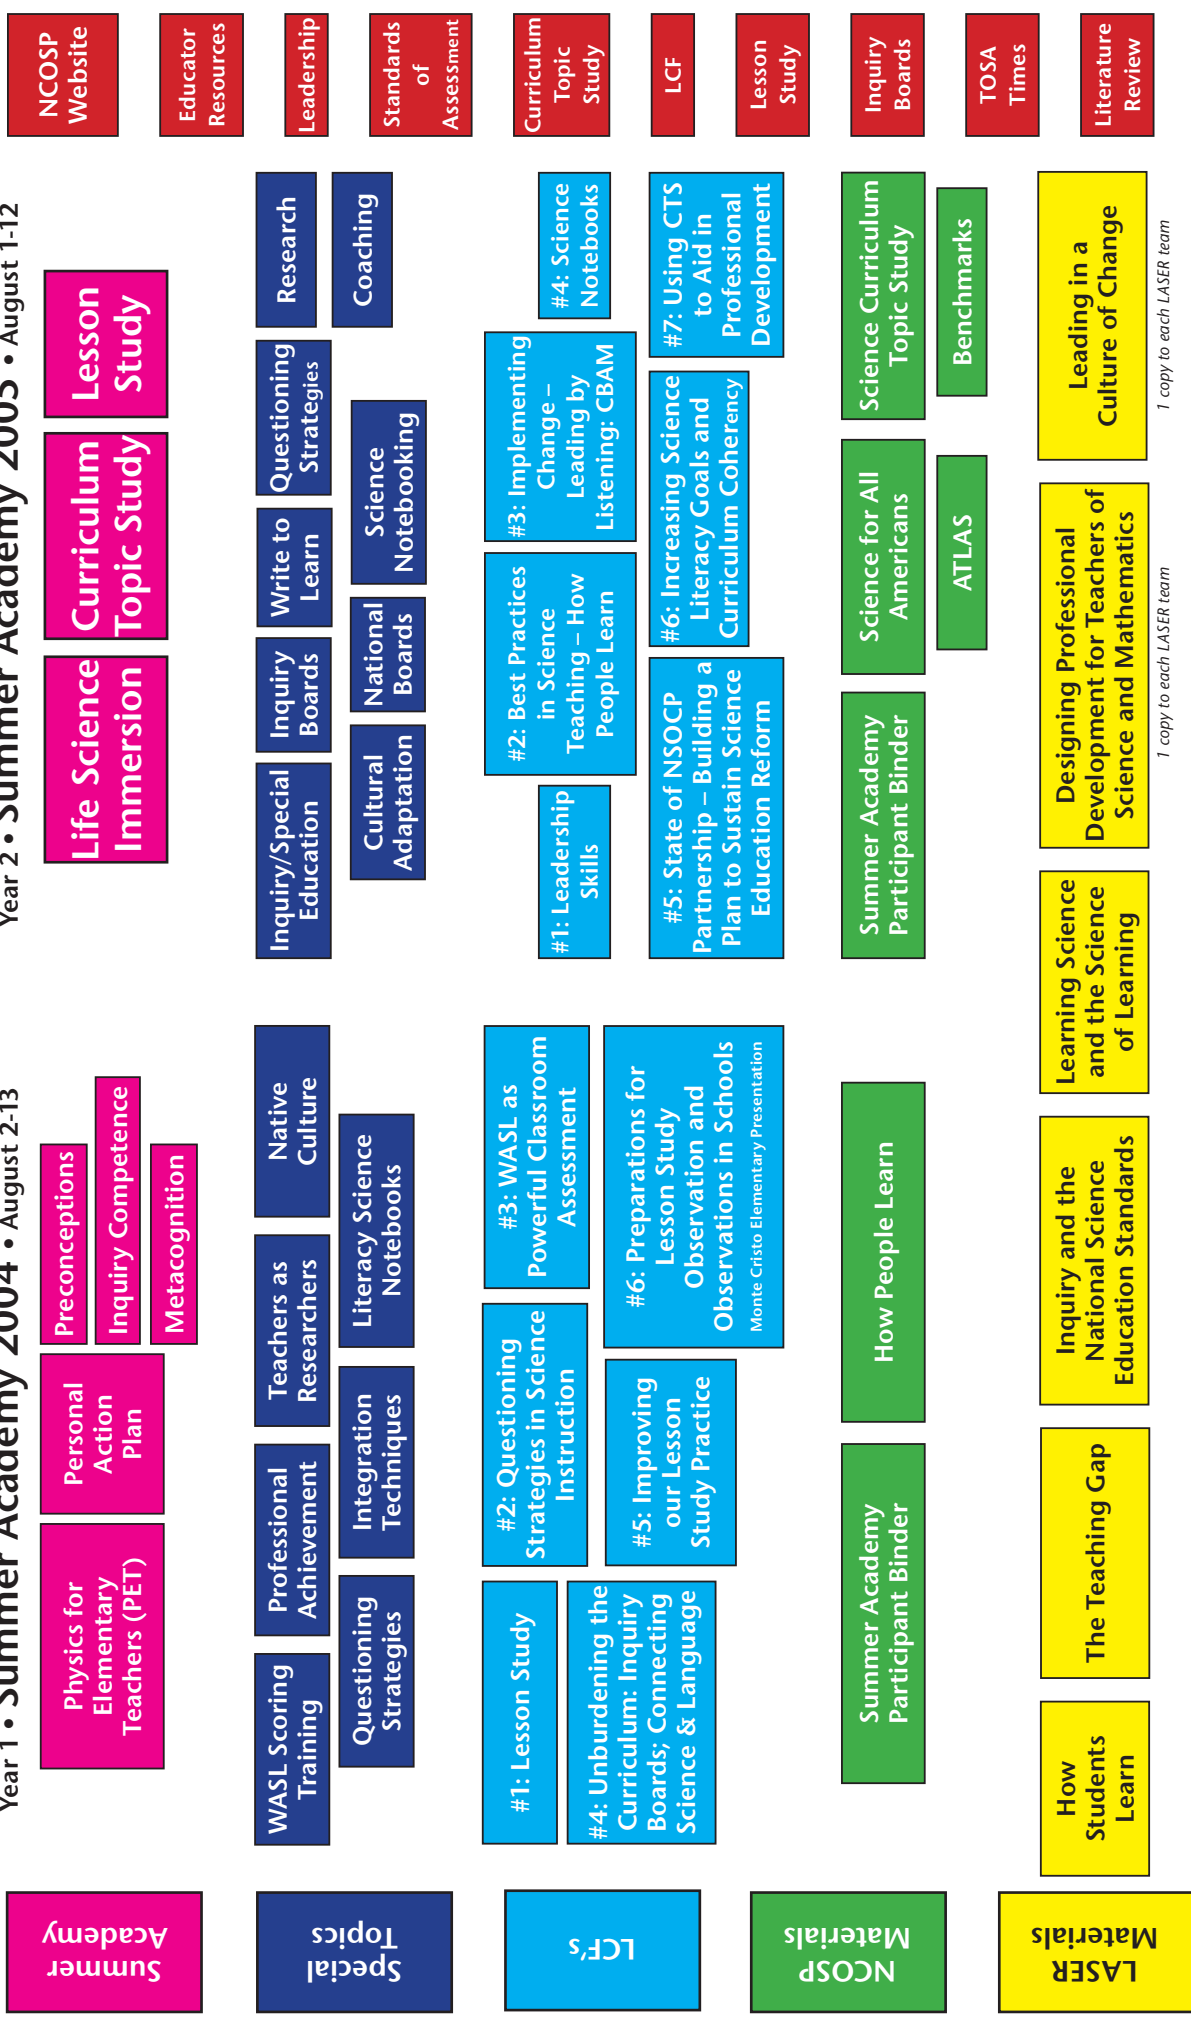 Year 1 • Summer Academy 2004 • August 2-13
Year 2 • Summer Academy 2005 • August 1-12
Summer
Academy
Physics for
Elementary
Teachers (PET)
Personal
Action
Plan
Preconceptions
Inquiry Competence
Metacognition
Life Science
Immersion
Curriculum
Topic Study
Lesson
Study
Special
Topics
WASL Scoring
Training
Professional
Achievement
Teachers as
Researchers
Native
Culture
Questioning
Strategies
Integration
Techniques
Literacy Science
Notebooks
Inquiry/Special
Education
Inquiry
Boards
Write to
Learn
Questioning
Strategies
Research
Cultural
Adaptation
National
Boards
Science
Notebooking
Coaching
LCF's
#1: Lesson Study
#2: Questioning
Strategies in Science
Instruction
#3: WASL as
Powerful Classroom
Assessment
#4: Unburdening the
Curriculum: Inquiry
Boards; Connecting
Science & Language
#5: Improving
our Lesson
Study Practice
#6: Preparations for
Lesson Study
Observation and
Observations in Schools
Monte Cristo Elementary Presentation
#1: Leadership
Skills
#2: Best Practices
in Science
Teaching – How
People Learn
#3: Implementing
Change –
Leading by
Listening: CBAM
#4: Science
Notebooks
#5: State of NSOCP
Partnership – Building a
Plan to Sustain Science
Education Reform
#6: Increasing Science
Literacy Goals and
Curriculum Coherency
#7: Using CTS
to Aid in
Professional
Development
NCOSP
Materials
Summer Academy
Participant Binder
How People Learn
Summer Academy
Participant Binder
Science for All
Americans
Science Curriculum
Topic Study
ATLAS
Benchmarks
LASER
Materials
How
Students
Learn
The Teaching Gap
Inquiry and the
National Science
Education Standards
Learning Science
and the Science
of Learning
Designing Professional
Development for Teachers of
Science and Mathematics
1 copy to each LASER team
Leading in a
Culture of Change
1 copy to each LASER team
NCOSP
Website
Educator
Resources
Leadership
Standards
of
Assessment
Curriculum
Topic
Study
LCF
Lesson
Study
Inquiry
Boards
TOSA
Times
Literature
Review